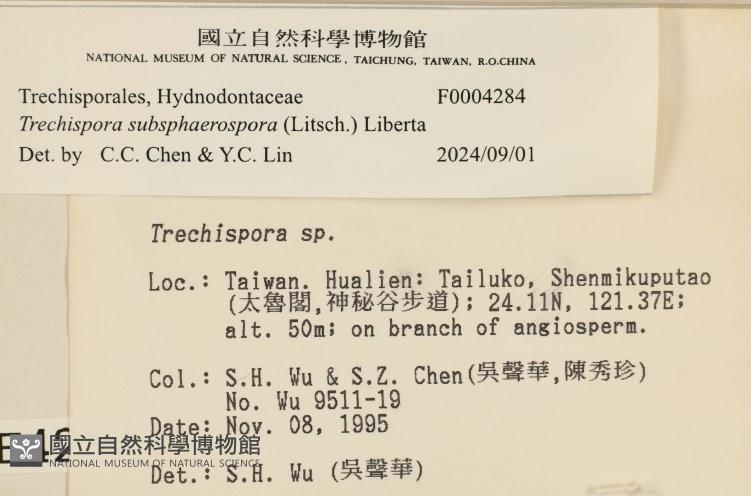 國立自然科學博物館
NATIONAL MUSEUM OF NATURAL SCIENCE, TAICHUNG, TAIWAN, R.O.CHINA
Trechisporales, Hydnodontaceae F0004284
Trechispora subsphaerospora (Litsch.) Liberta
Det. by C.C. Chen & Y.C. Lin 2024/09/01
Trechispora sp.
Loc.: Taiwan. Hualien: Tailuko, Shenmikuputao
(太魯閣,神秘谷步道); 24.11N, 121.37E;
alt. 50m; on branch of angiosperm.
Col.: S.H. Wu & S.Z. Chen(吳聲華,陳秀珍)
No. Wu 9511-19
Date: Nov. 08, 1995
國立自然科學博物館
NATIONAL MUSEUM OF NATURAL SCIENCE
Det.: S.H. Wu (吳聲華)